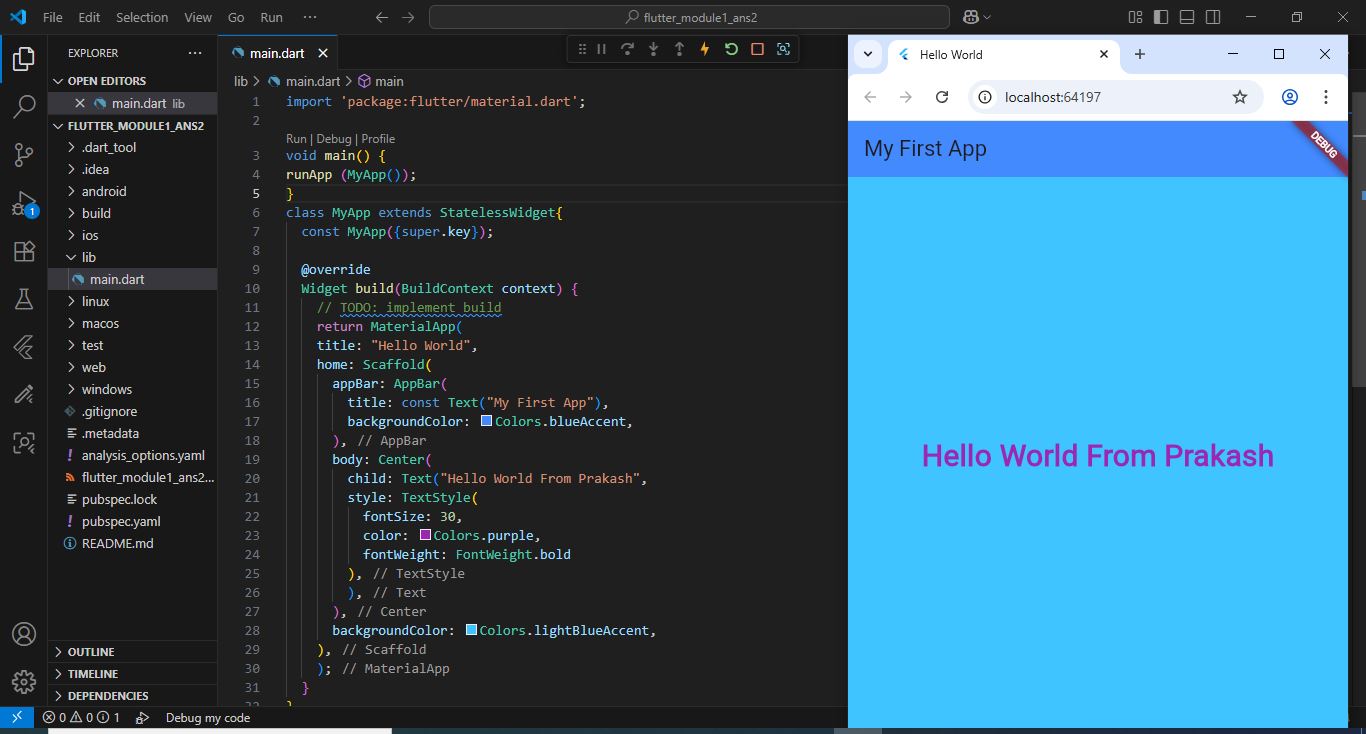 File Edit Selection View Go Run ··· flutter_module1_ans2
EXPLORER ···
OPEN EDITORS
main.dart lib
FLUTTER_MODULE1_ANS2
.dart_tool
.idea
android
build
ios
lib
main.dart
linux
macos
test
web
windows
.gitignore
.metadata
analysis_options.yaml
flutter_module1_ans2...
pubspec.lock
pubspec.yaml
README.md
OUTLINE
TIMELINE
DEPENDENCIES
1
main.dart
lib > main.dart > main
1 import 'package:flutter/material.dart';
2
Run | Debug | Profile
3 void main() {
4 runApp (MyApp());
5 }
6 class MyApp extends StatelessWidget{
7 const MyApp({super.key});
8
9 @override
10 Widget build(BuildContext context) {
11 // TODO: implement build
12 return MaterialApp(
13 title: "Hello World",
14 home: Scaffold(
15 appBar: AppBar(
16 title: const Text("My First App"),
17 backgroundColor: Colors.blueAccent,
18 ), // AppBar
19 body: Center(
20 child: Text("Hello World From Prakash",
21 style: TextStyle(
22 fontSize: 30,
23 color: Colors.purple,
24 fontWeight: FontWeight.bold
25 ), // TextStyle
26 ), // Text
27 ), // Center
28 backgroundColor: Colors.lightBlueAccent,
29 ), // Scaffold
30 ); // MaterialApp
31 }
Hello World
localhost:64197
My First App
DEBUG
Hello World From Prakash
0 0 1 Debug my code